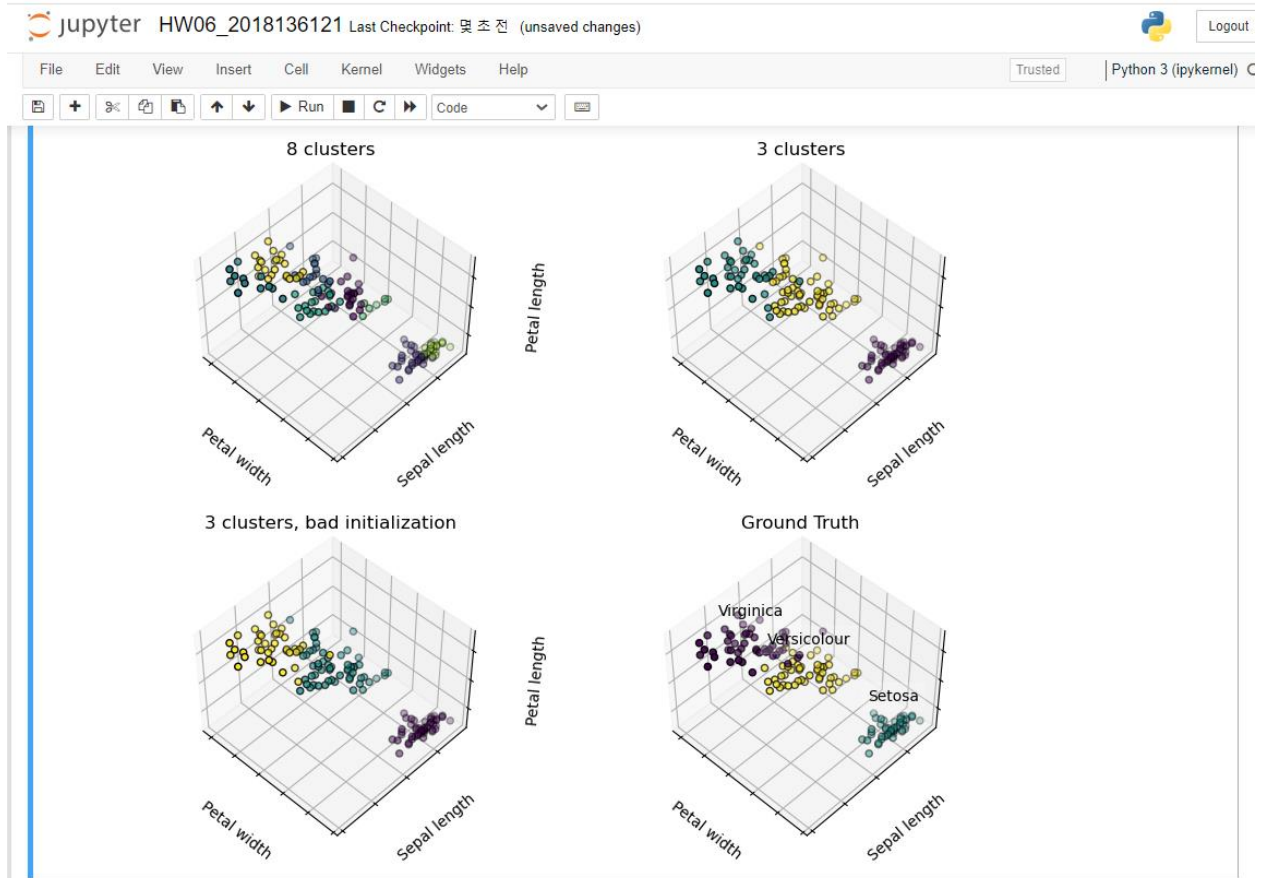 jupyter HW06_2018136121 Last Checkpoint: 몇 초 전 (unsaved changes)
Logout
File Edit View Insert Cell Kernel Widgets Help
Trusted
Python 3 (ipykernel)
Run
Code
8 clusters
Petal length
Petal width
Sepal length
3 clusters
Petal width
Sepal length
3 clusters, bad initialization
Petal length
Petal width
Sepal length
Ground Truth
Virginica
Versicolour
Setosa
Petal width
Sepal length